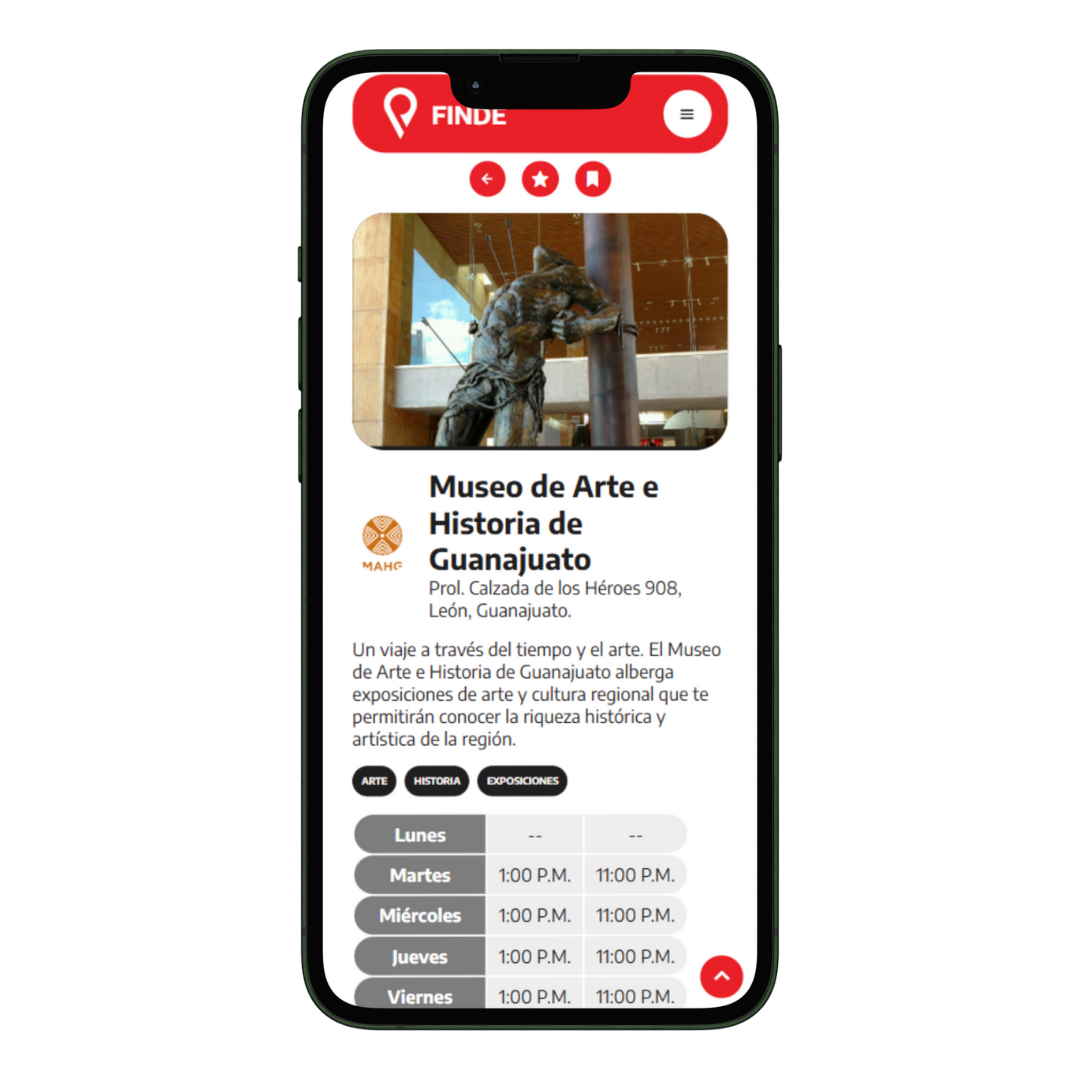 FINDE
Museo de Arte e
Historia de
Guanajuato
MAHG
Prol. Calzada de los Héroes 908,
León, Guanajuato.
Un viaje a través del tiempo y el arte. El Museo
de Arte e Historia de Guanajuato alberga
exposiciones de arte y cultura regional que te
permitirán conocer la riqueza histórica y
artística de la región.
ARTE HISTORIA EXPOSICIONES
Lunes -- --
Martes 1:00 P.M. 11:00 P.M.
Miércoles 1:00 P.M. 11:00 P.M.
Jueves 1:00 P.M. 11:00 P.M.
Viernes 1:00 P.M. 11:00 P.M.